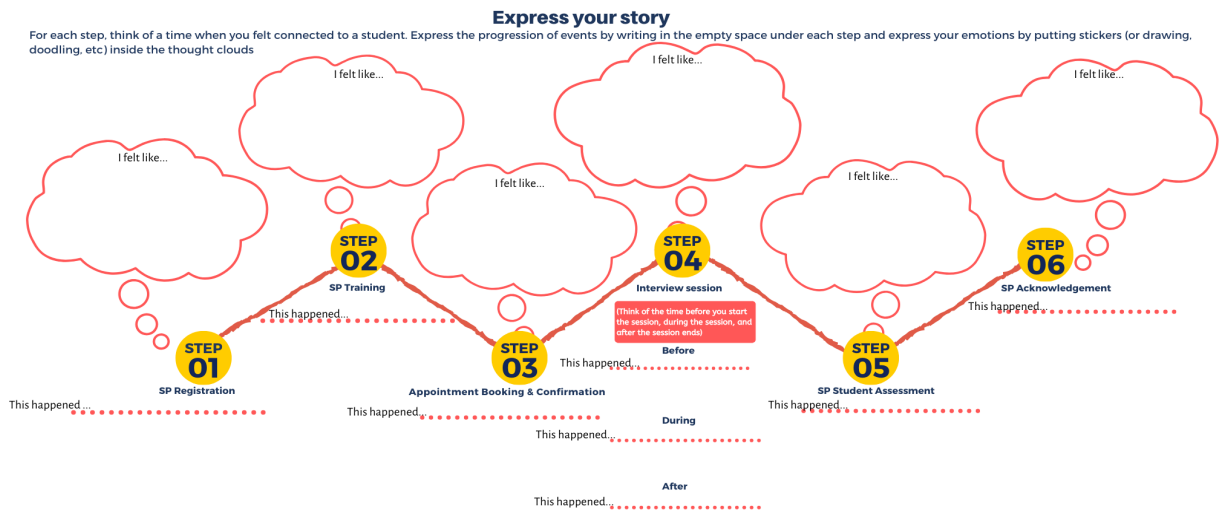 Express your story
For each step, think of a time when you felt connected to a student. Express the progression of events by writing in the empty space under each step and express your emotions by putting stickers (or drawing,
doodling, etc) inside the thought clouds
I felt like...
STEP
01
SP Registration
This happened ...
I felt like...
STEP
02
SP Training
This happened...
I felt like...
STEP
03
Appointment Booking & Confirmation
This happened...
I felt like...
STEP
04
Interview session
(Think of the time before you start
the session, during the session, and
after the session ends)
Before
This happened...
During
This happened...
After
This happened...
I felt like...
STEP
05
SP Student Assessment
This happened...
I felt like...
STEP
06
SP Acknowledgement
This happened...